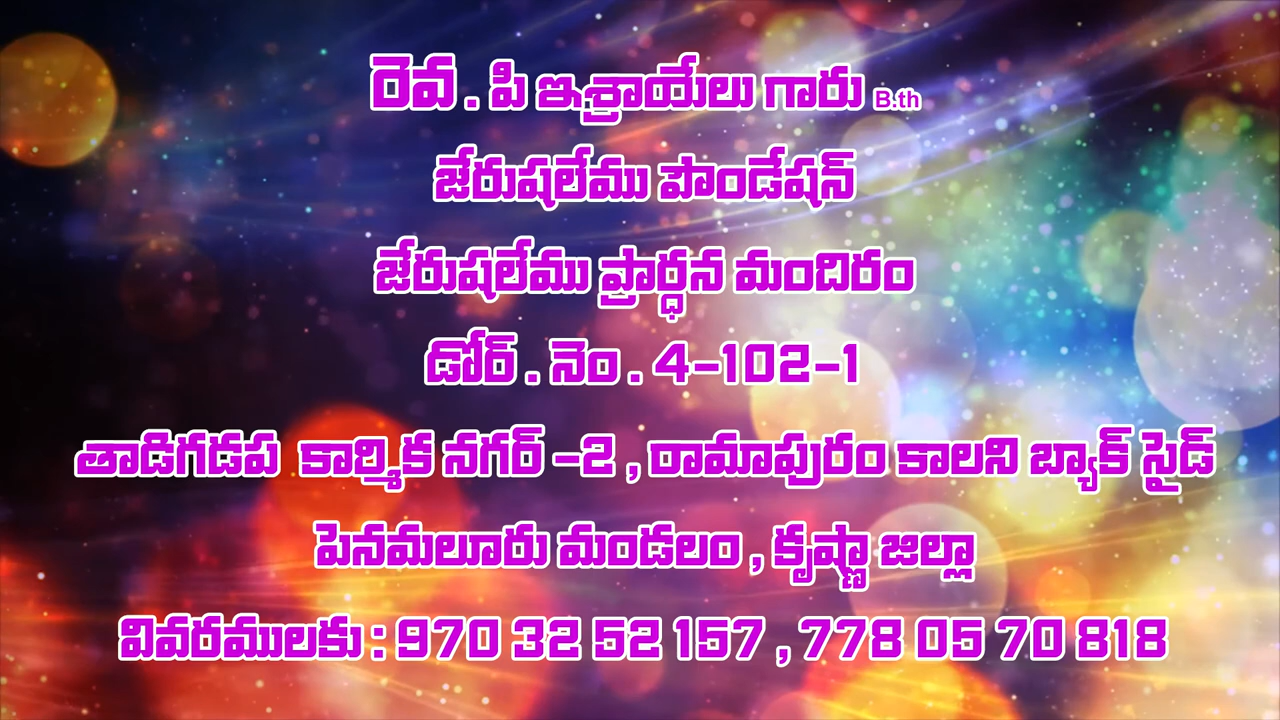 రెవ . పి ఇశ్రాయేలు గారు B.th
జేరుషలేము పౌండేషన్
జేరుషలేము ప్రార్ధన మందిరం
డోర్ . నెం . 4-102-1
తాడిగడప కార్మిక నగర్ -2 , రామాపురం కాలని బ్యాక్ సైడ్
పెనమలూరు మండలం , కృష్ణా జిల్లా
వివరములకు : 970 32 52 157 , 778 05 70 818